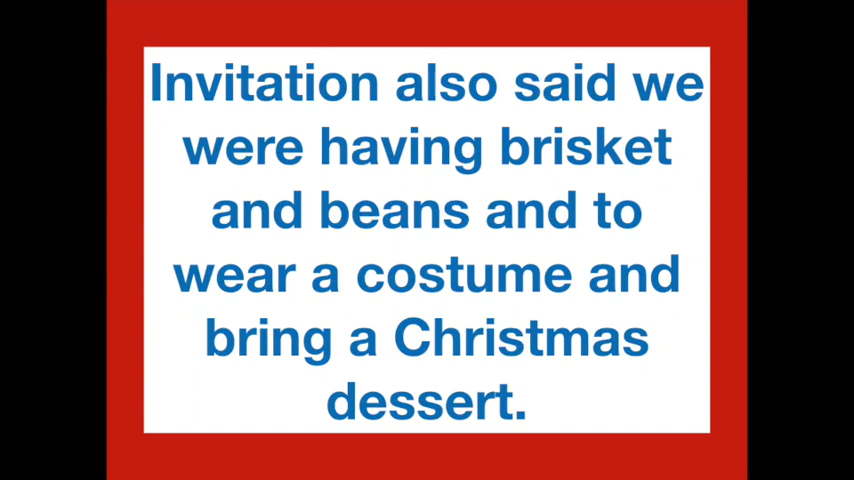 Invitation also said we
were having brisket
and beans and to
wear a costume and
bring a Christmas
dessert.